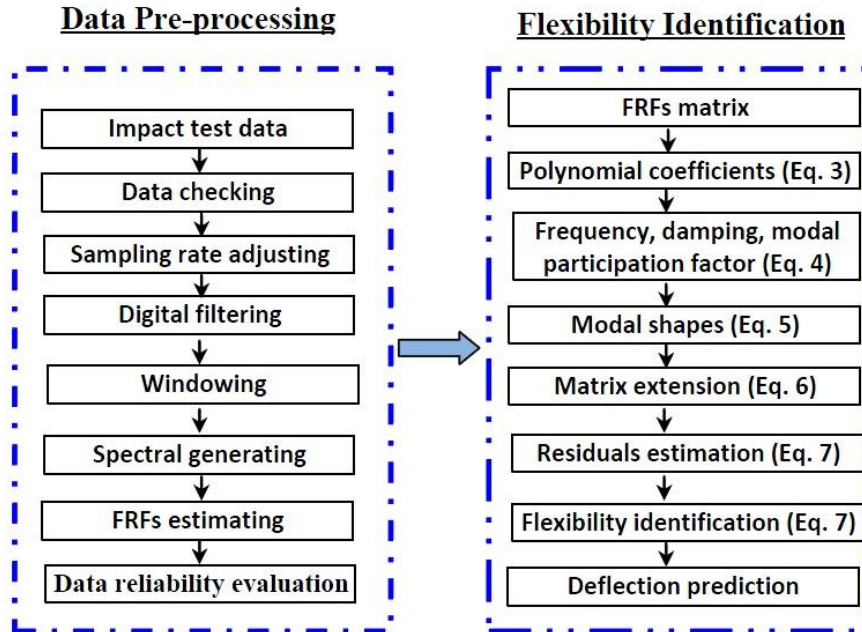 Data Pre-processing
Impact test data
Data checking
Sampling rate adjusting
Digital filtering
Windowing
Spectral generating
FRFs estimating
Data reliability evaluation
Flexibility Identification
FRFs matrix
Polynomial coefficients (Eq. 3)
Frequency, damping, modal
participation factor (Eq. 4)
Modal shapes (Eq. 5)
Matrix extension (Eq. 6)
Residuals estimation (Eq. 7)
Flexibility identification (Eq. 7)
Deflection prediction